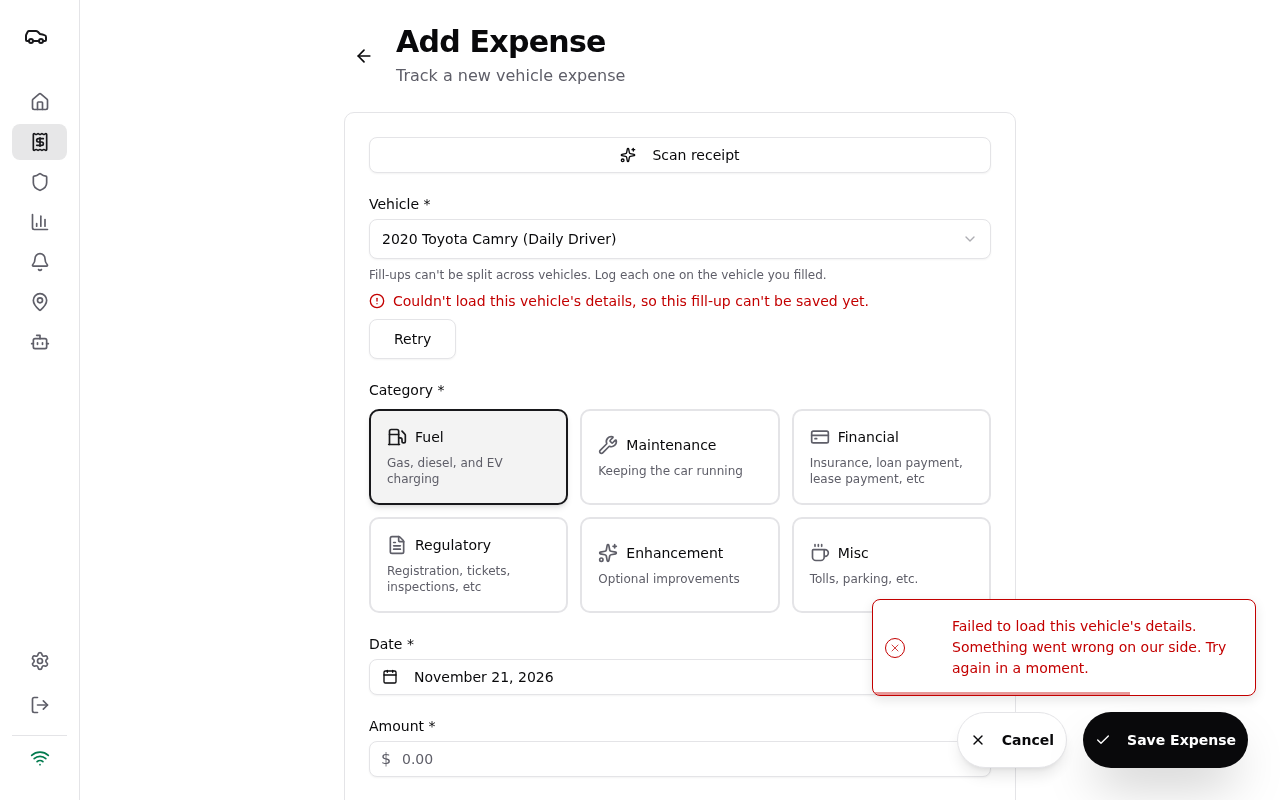 Add Expense
Track a new vehicle expense
Scan receipt
Vehicle *
2020 Toyota Camry (Daily Driver)
Fill-ups can't be split across vehicles. Log each one on the vehicle you filled.
Couldn't load this vehicle's details, so this fill-up can't be saved yet.
Retry
Category *
Fuel
Gas, diesel, and EV
charging
Maintenance
Keeping the car running
Financial
Insurance, loan payment,
lease payment, etc
Regulatory
Registration, tickets,
inspections, etc
Enhancement
Optional improvements
Misc
Tolls, parking, etc.
Failed to load this vehicle's details.
Something went wrong on our side. Try
again in a moment.
Date *
November 21, 2026
Amount *
$ 0.00
Cancel
Save Expense